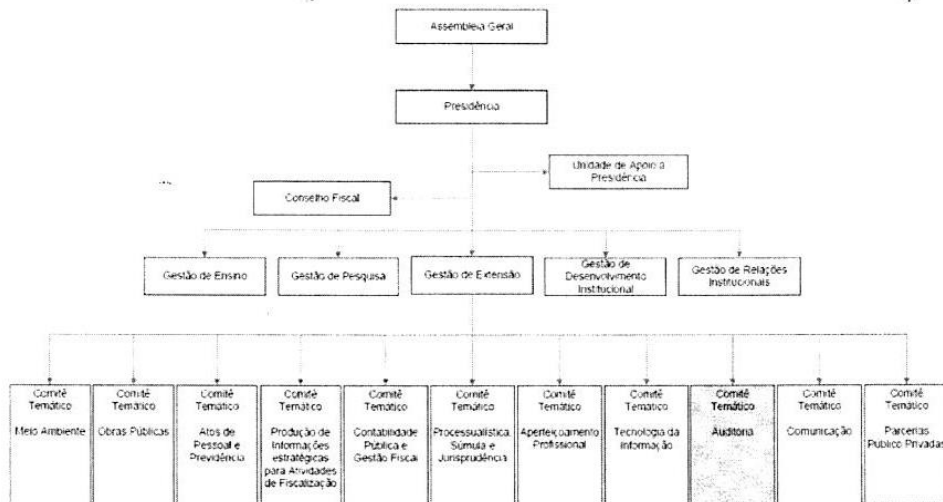 Assembleia Geral
Presidência
Unidade de Apoio à
Presidência
Conselho Fiscal
Gestão de Ensino
Gestão de Pesquisa
Gestão de Extensão
Gestão de
Desenvolvimento
Institucional
Gestão de Relações
Institucionais
Comitê
Temático
Meio Ambiente
Comitê
Temático
Obras Públicas
Comitê
Temático
Atos de
Pessoal e
Previdência
Comitê
Temático
Produção de
Informações
estratégicas
para Atividades
de Fiscalização
Comitê
Temático
Contabilidade
Pública e
Gestão Fiscal
Comitê
Temático
Processualística,
Súmula e
Jurisprudência
Comitê
Temático
Aperfeiçoamento
Profissional
Comitê
Temático
Tecnologia da
Informação
Comitê
Temático
Auditoria
Comitê
Temático
Comunicação
Comitê
Temático
Parcerias
Público Privadas